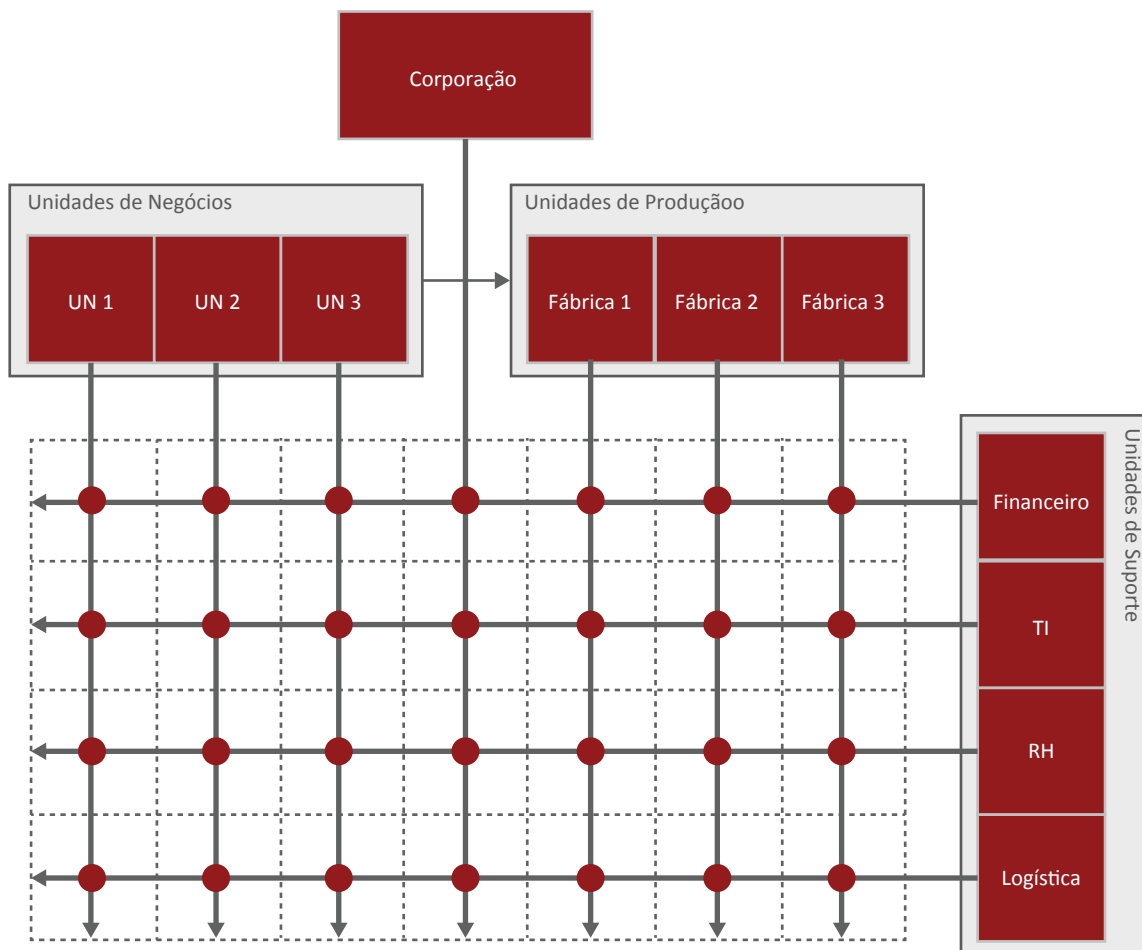 Corporação
Unidades de Negócios
UN 1
UN 2
UN 3
Unidades de Produçãoo
Fábrica 1
Fábrica 2
Fábrica 3
Unidades de Suporte
Financeiro
TI
RH
Logística